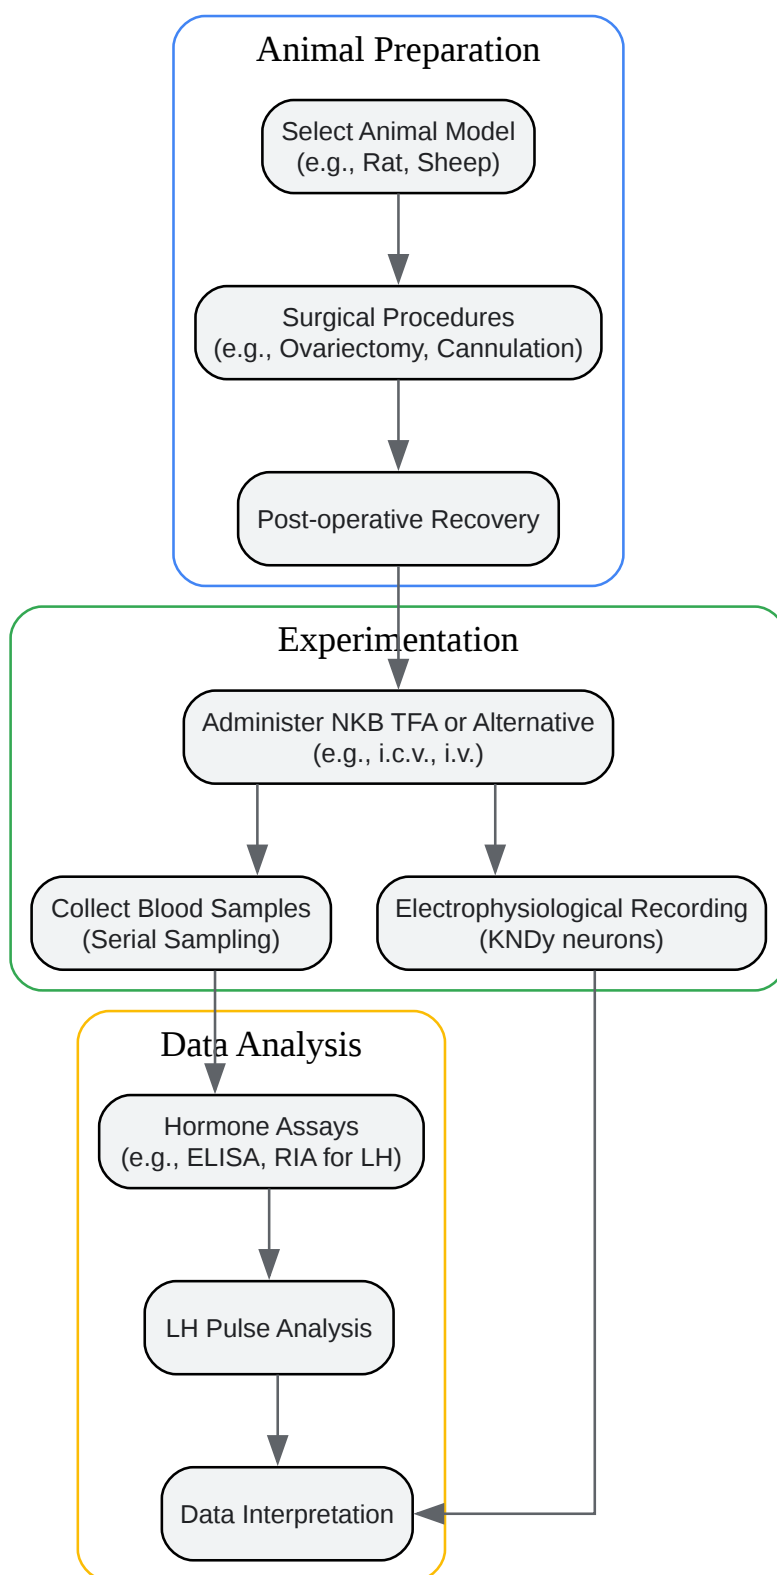 Animal Preparation
Select Animal Model
(e.g., Rat, Sheep)
Surgical Procedures
(e.g., Ovariectomy, Cannulation)
Post-operative Recovery
Experimentation
Administer NKB TFA or Alternative
(e.g., i.c.v., i.v.)
Collect Blood Samples
(Serial Sampling)
Electrophysiological Recording
(KNDy neurons)
Data Analysis
Hormone Assays
(e.g., ELISA, RIA for LH)
LH Pulse Analysis
Data Interpretation